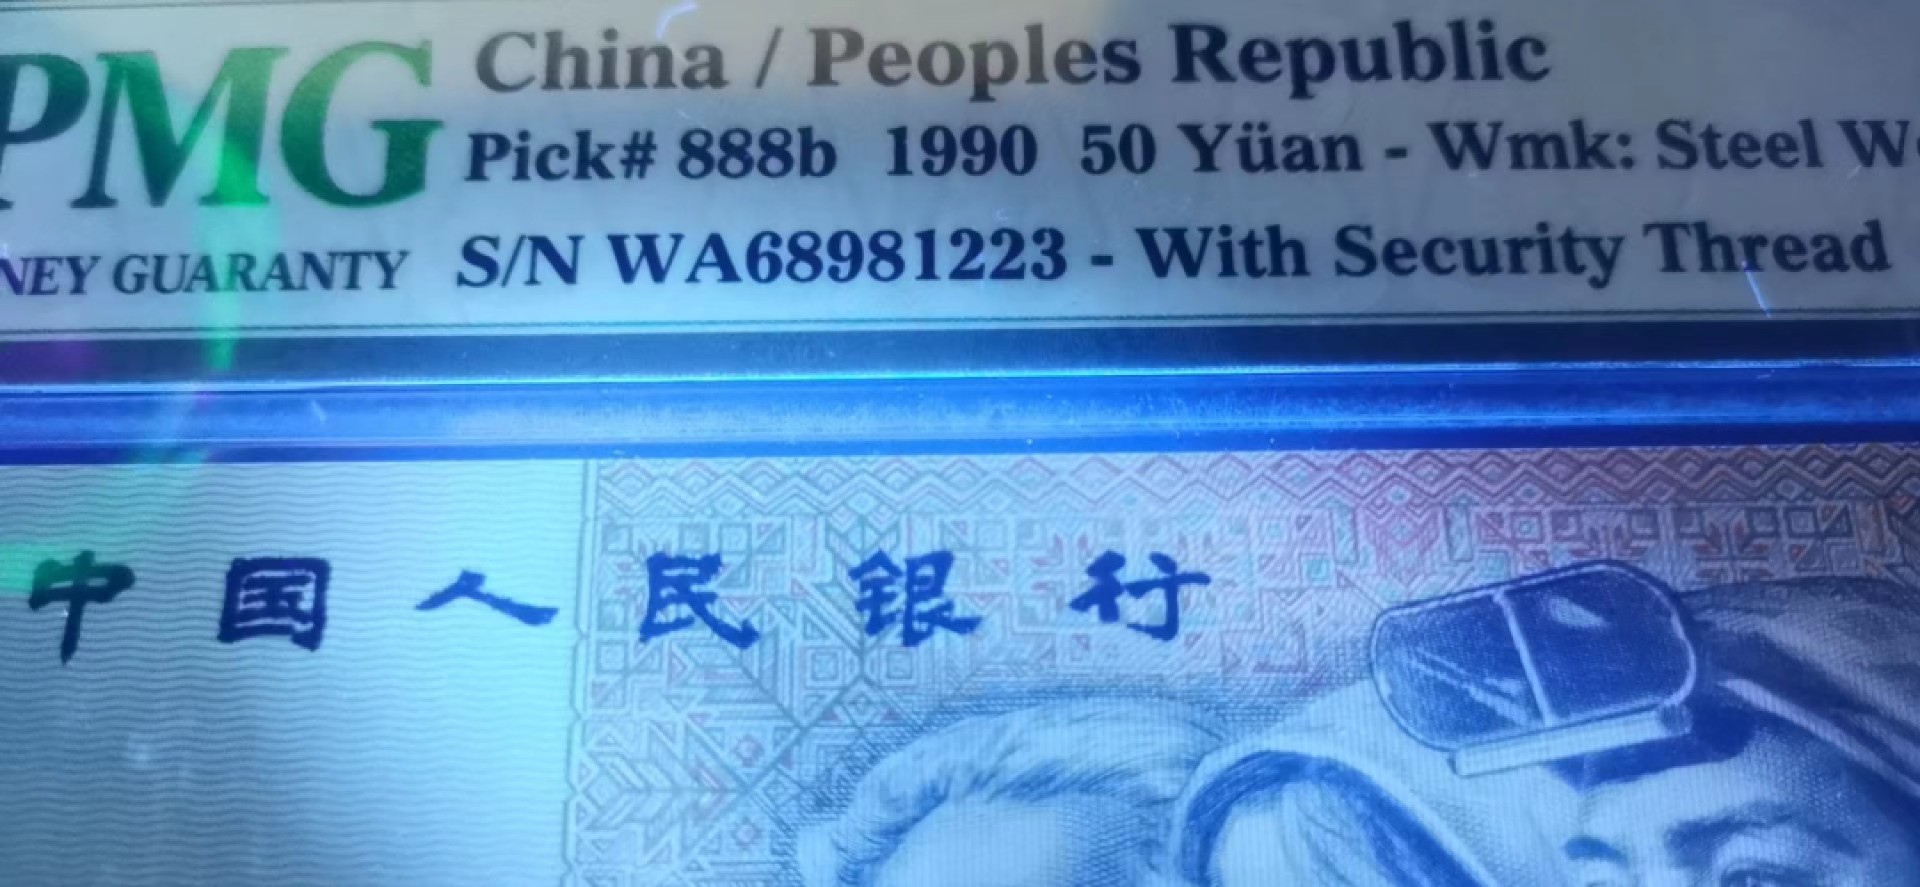 PMG
China / Peoples Republic
Pick# 888b 1990 50 Yüan - Wmk: Steel
NEY GUARANTY
S/N WA68981223 - With Security Thread
中国人民银行